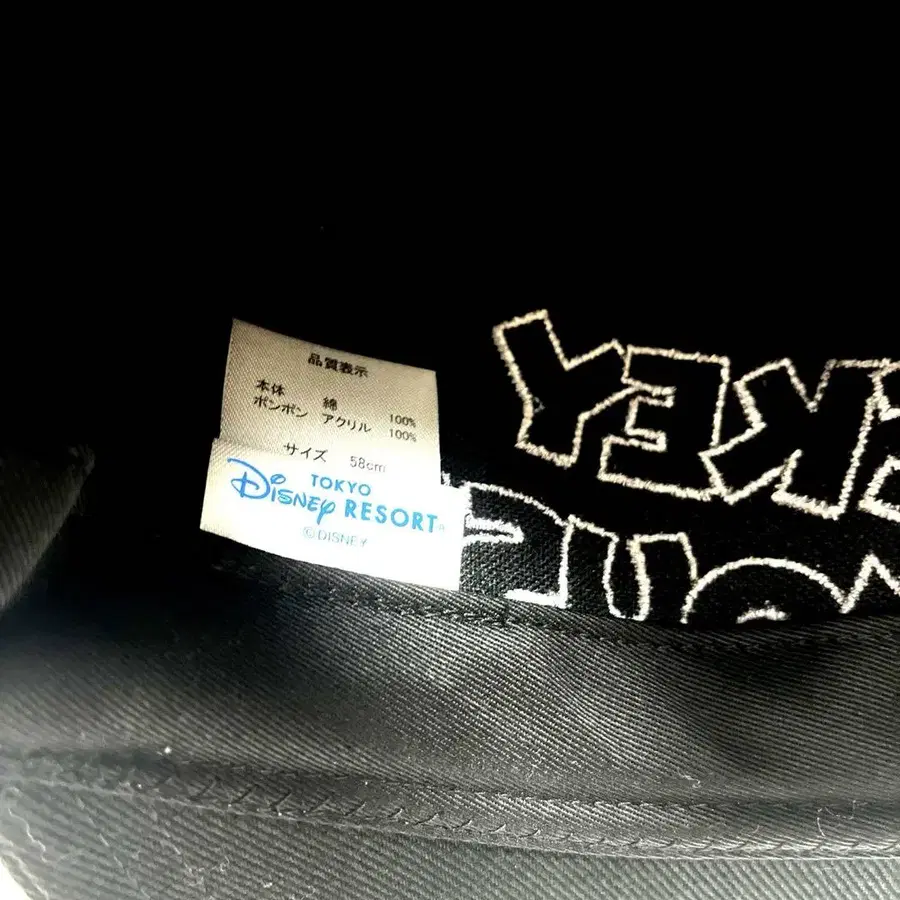 品質表示
本体 綿 100%
ポンポン アクリル 100%
サイズ 58cm
TOKYO
Disney RESORT®
© DISNEY
KEY